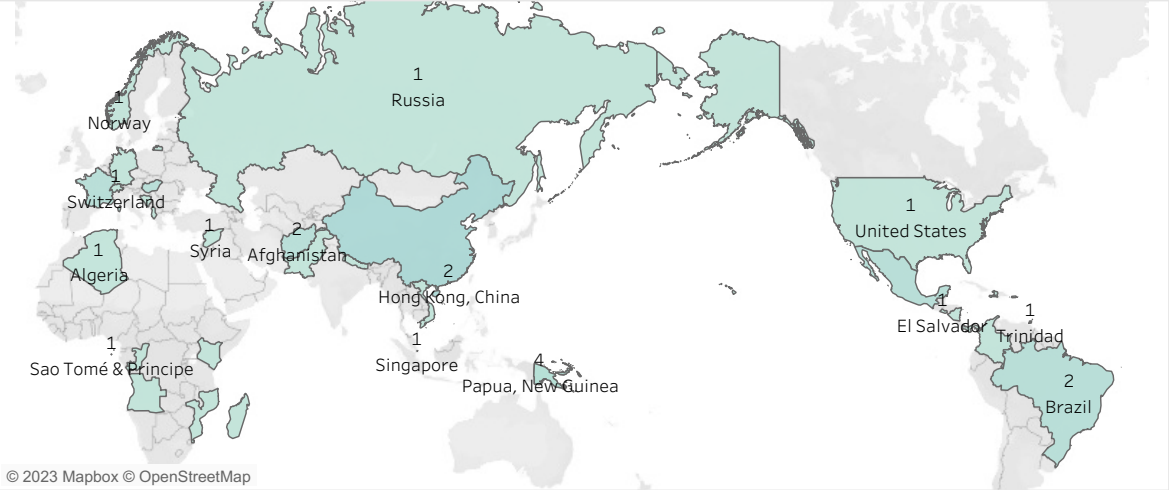 1
Russia
1
Norway
1
Switzerland
1
Syria
2
Afghanistan
1
Algeria
2
Hong Kong, China
1
United States
1
El Salvador
1
Trinidad
1
Sao Tomé & Principe
1
Singapore
4
Papua, New Guinea
2
Brazil
© 2023 Mapbox © OpenStreetMap